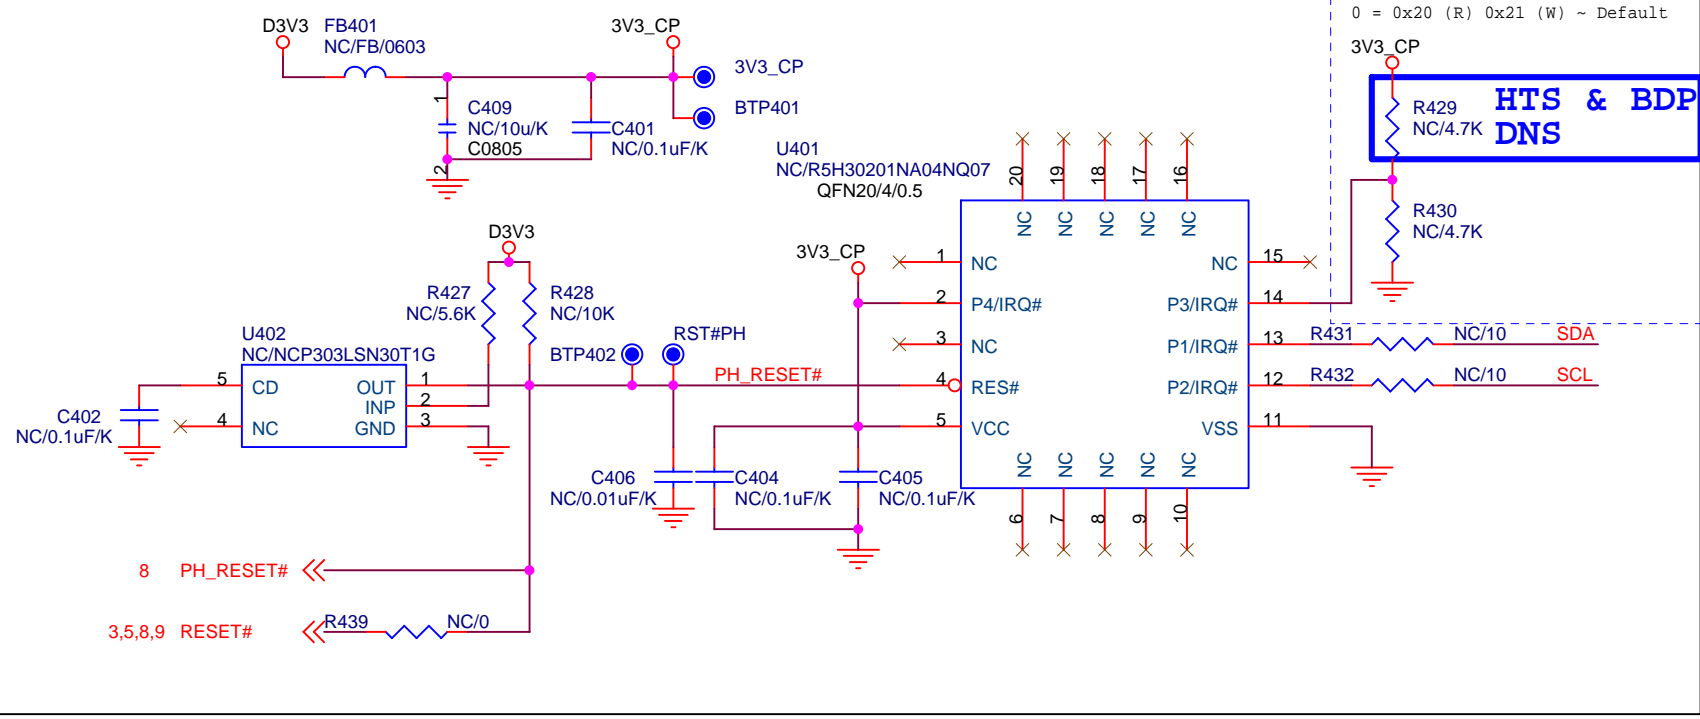 0 = 0x20 (R) 0x21 (W) ~ Default
D3V3
FB401
NC/FB/0603
3V3_CP
3V3_CP
BTP401
1
C409
NC/10u/K
C0805
2
C401
NC/0.1uF/K
3V3_CP
R429
NC/4.7K
HTS & BDP
DNS
R430
NC/4.7K
U401
NC/R5H30201NA04NQ07
QFN20/4/0.5
20
19
18
17
16
NC
NC
NC
NC
NC
3V3_CP
1
NC
NC
15
2
P4/IRQ#
P3/IRQ#
14
3
NC
P1/IRQ#
13
R431
NC/10
SDA
4
RES#
P2/IRQ#
12
R432
NC/10
SCL
5
VCC
VSS
11
NC
NC
NC
NC
NC
6
7
8
9
10
D3V3
R427
NC/5.6K
R428
NC/10K
U402
NC/NCP303LSN30T1G
BTP402
RST#PH
PH_RESET#
5
CD
OUT
1
INP
2
4
NC
GND
3
C402
NC/0.1uF/K
C406
NC/0.01uF/K
C404
NC/0.1uF/K
C405
NC/0.1uF/K
8 PH_RESET#
3,5,8,9 RESET#
R439
NC/0